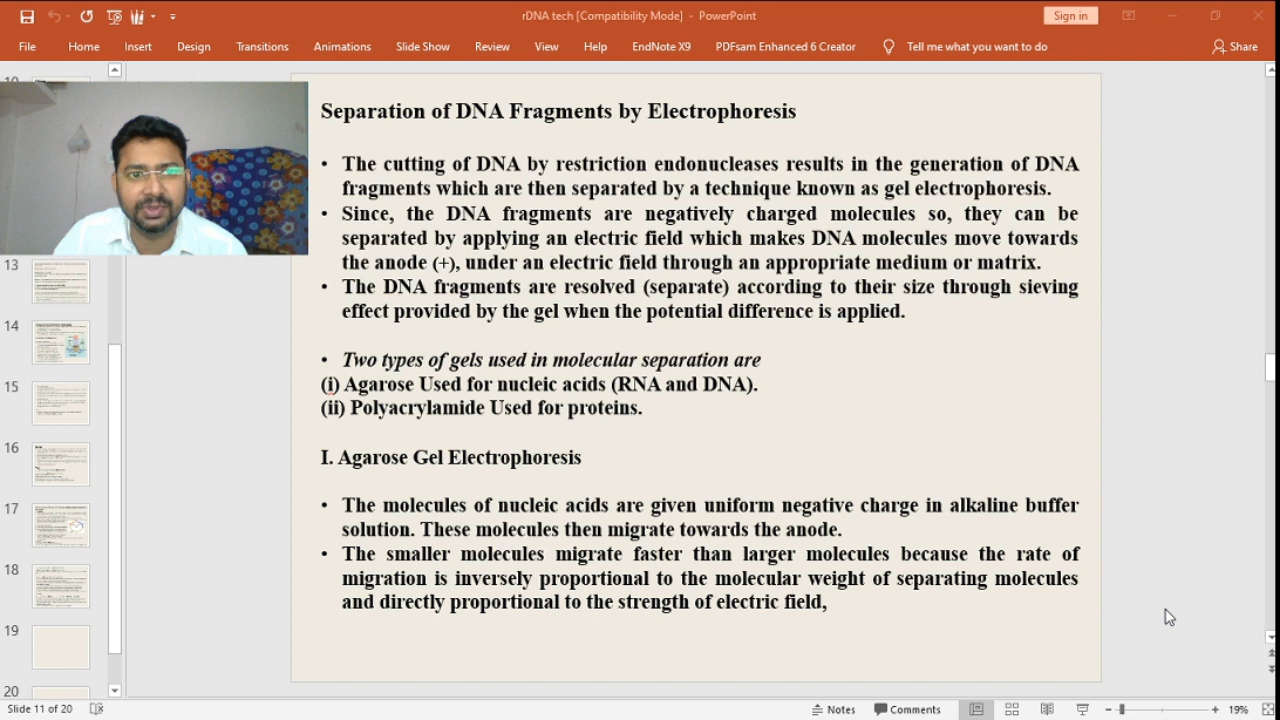 rDNA tech [Compatibility Mode] - PowerPoint
Sign in
File Home Insert Design Transitions Animations Slide Show Review View Help EndNote X9 PDFsam Enhanced 6 Creator Tell me what you want to do Share
Separation of DNA Fragments by Electrophoresis
• The cutting of DNA by restriction endonucleases results in the generation of DNA
fragments which are then separated by a technique known as gel electrophoresis.
• Since, the DNA fragments are negatively charged molecules so, they can be
separated by applying an electric field which makes DNA molecules move towards
the anode (+), under an electric field through an appropriate medium or matrix.
• The DNA fragments are resolved (separate) according to their size through sieving
effect provided by the gel when the potential difference is applied.
• Two types of gels used in molecular separation are
(i) Agarose Used for nucleic acids (RNA and DNA).
(ii) Polyacrylamide Used for proteins.
I. Agarose Gel Electrophoresis
• The molecules of nucleic acids are given uniform negative charge in alkaline buffer
solution. These molecules then migrate towards the anode.
• The smaller molecules migrate faster than larger molecules because the rate of
migration is inversely proportional to the molecular weight of separating molecules
and directly proportional to the strength of electric field,
10
13
14
15
16
17
18
19
20
Slide 11 of 20
Notes Comments 19%